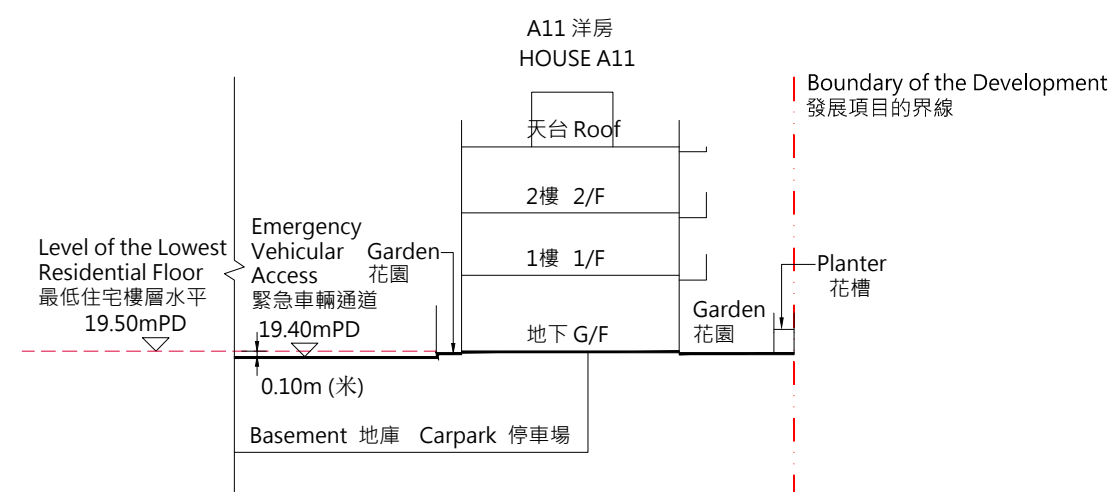 A11 洋房
HOUSE A11
Boundary of the Development
發展項目的界線
天台 Roof
2樓 2/F
1樓 1/F
地下 G/F
Level of the Lowest
Residential Floor
最低住宅樓層水平
19.50mPD
Emergency
Vehicular
Access
緊急車輛通道
19.40mPD
0.10m (米)
Garden
花園
Garden
花園
Planter
花槽
Basement 地庫 Carpark 停車場